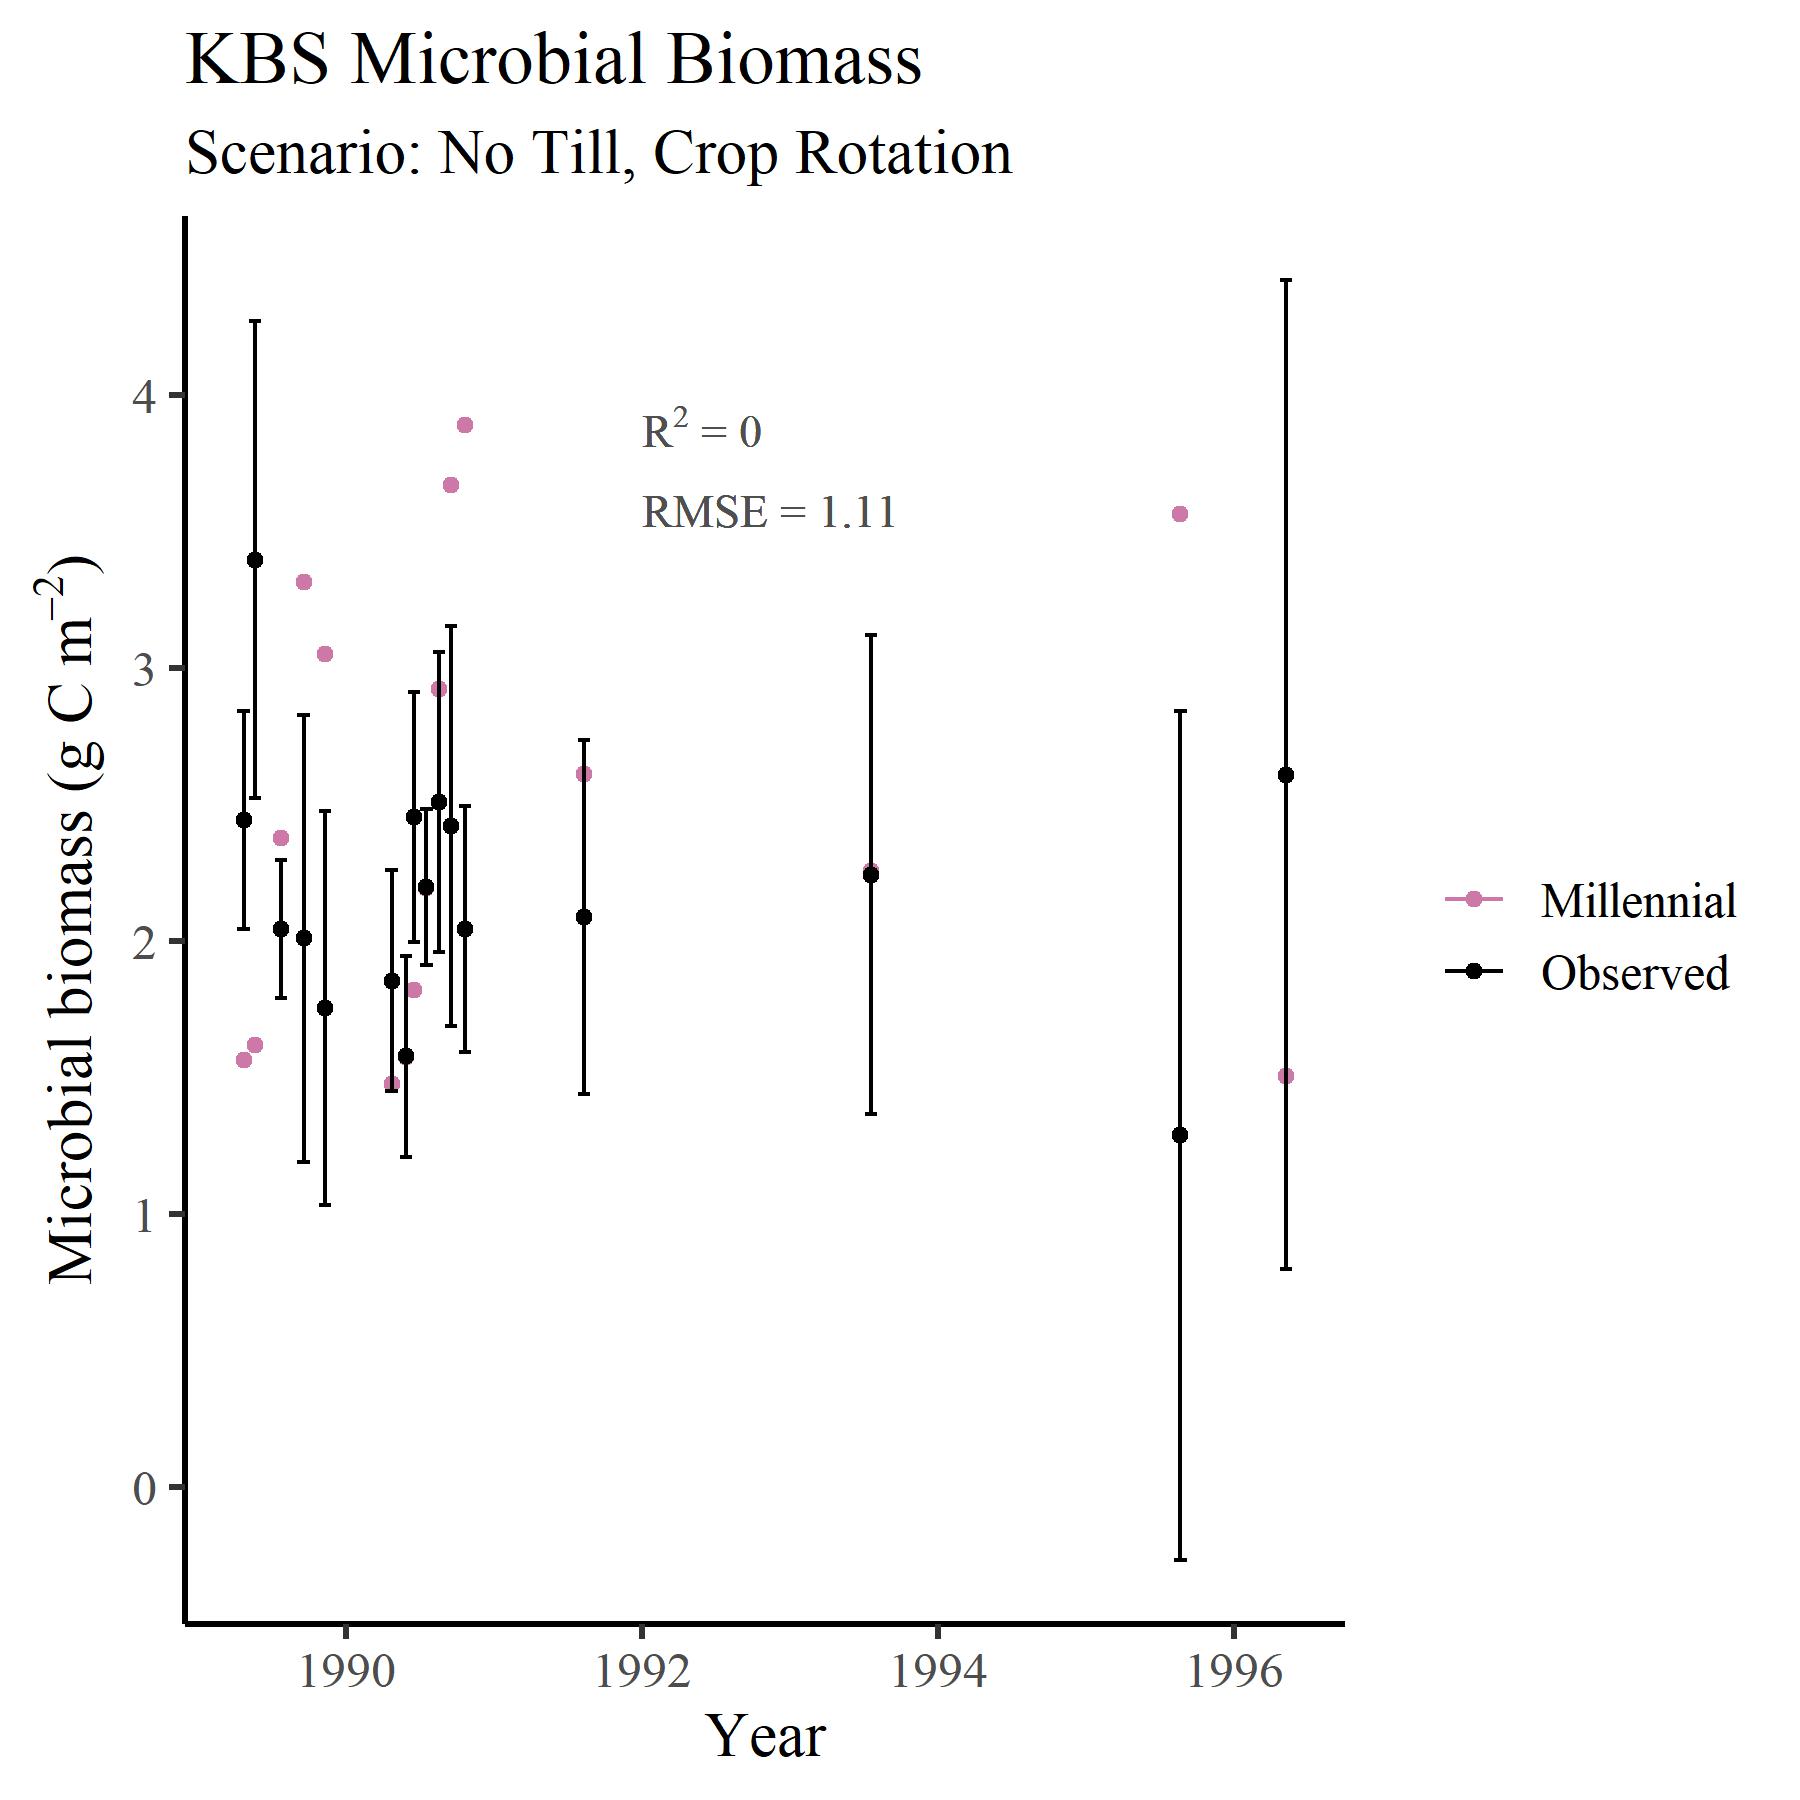 KBS Microbial Biomass
Scenario: No Till, Crop Rotation
Microbial biomass (g C m⁻²)
4
3
2
1
0
R² = 0
RMSE = 1.11
Millennial
Observed
1990 1992 1994 1996
Year